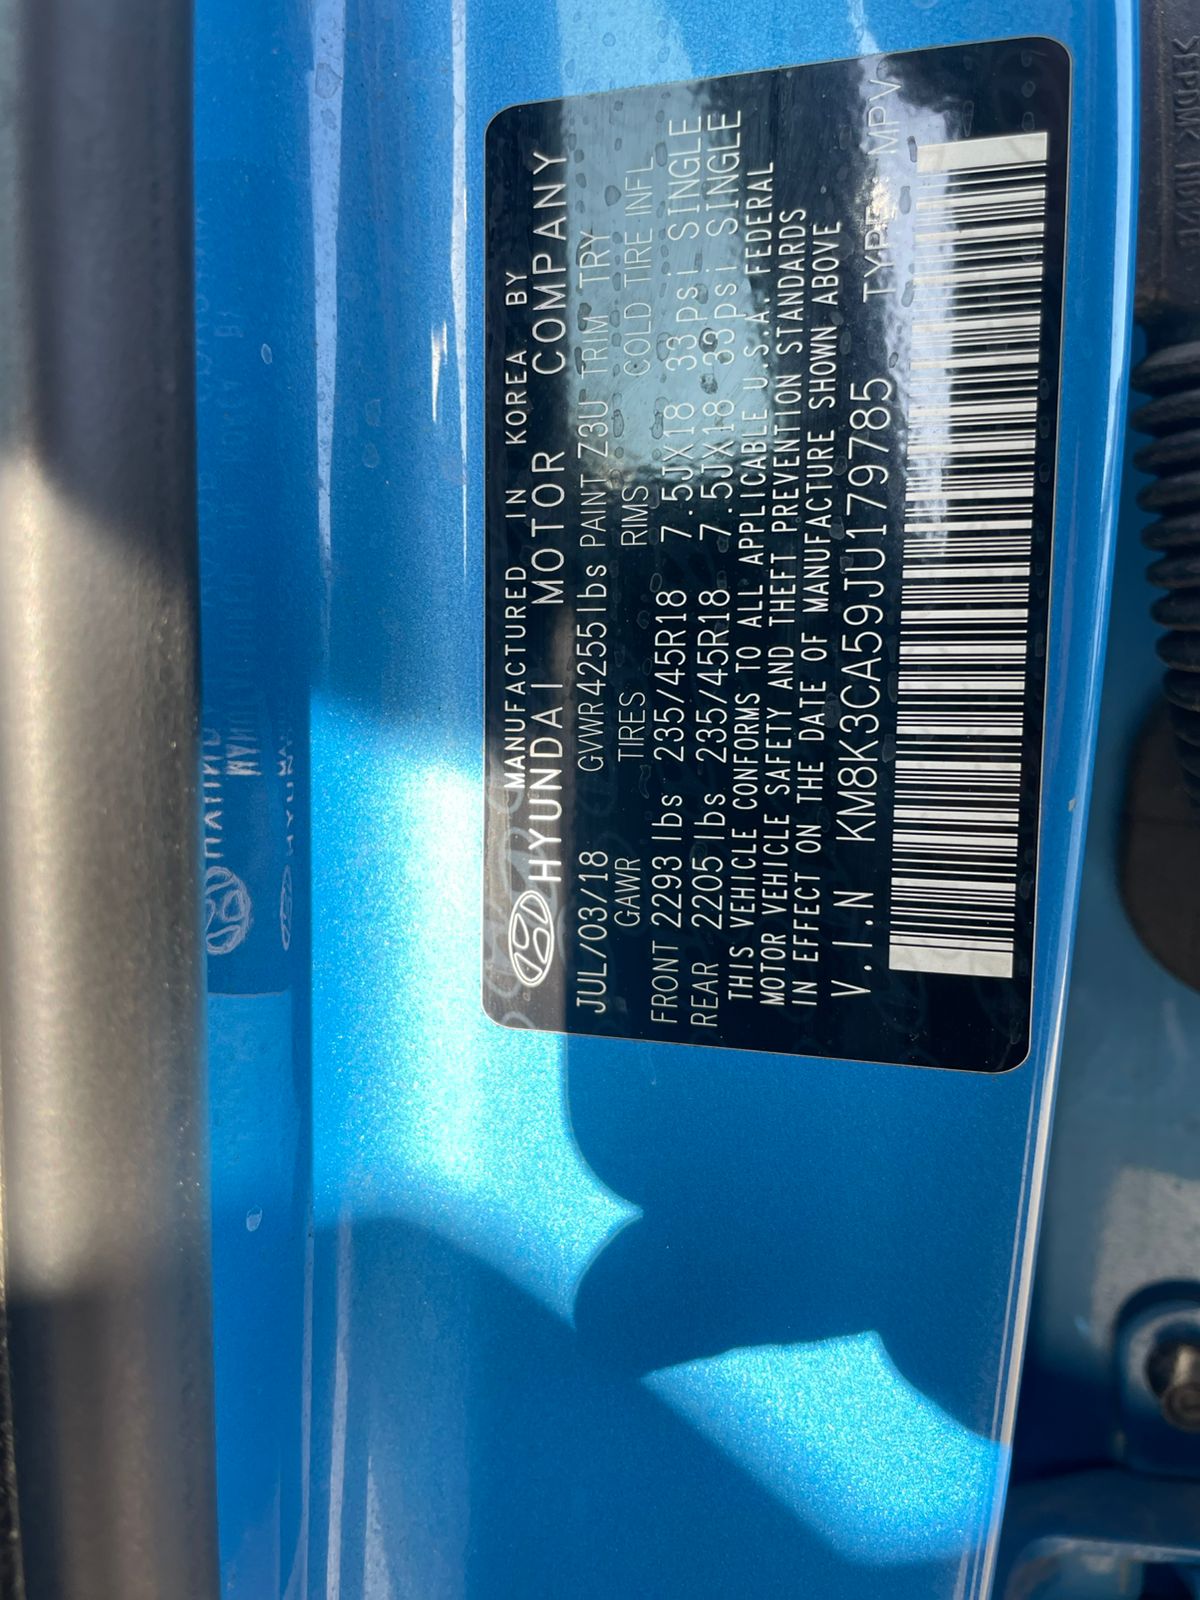 MANUFACTURED IN KOREA BY
HYUNDAI MOTOR COMPANY
JUL/03/18 GVWR 4255lbs PAINT Z3U TRIM TRY
GAWR TIRES RIMS COLD TIRE INFL
FRONT 2293 lbs 235/45R18 7.5JX18 33 psi SINGLE
REAR 2205 lbs 235/45R18 7.5JX18 33 psi SINGLE
THIS VEHICLE CONFORMS TO ALL APPLICABLE U.S.A. FEDERAL
MOTOR VEHICLE SAFETY AND THEFT PREVENTION STANDARDS
IN EFFECT ON THE DATE OF MANUFACTURE SHOWN ABOVE
V.I.N KM8K3CA59JU179785 TYPE: MPV